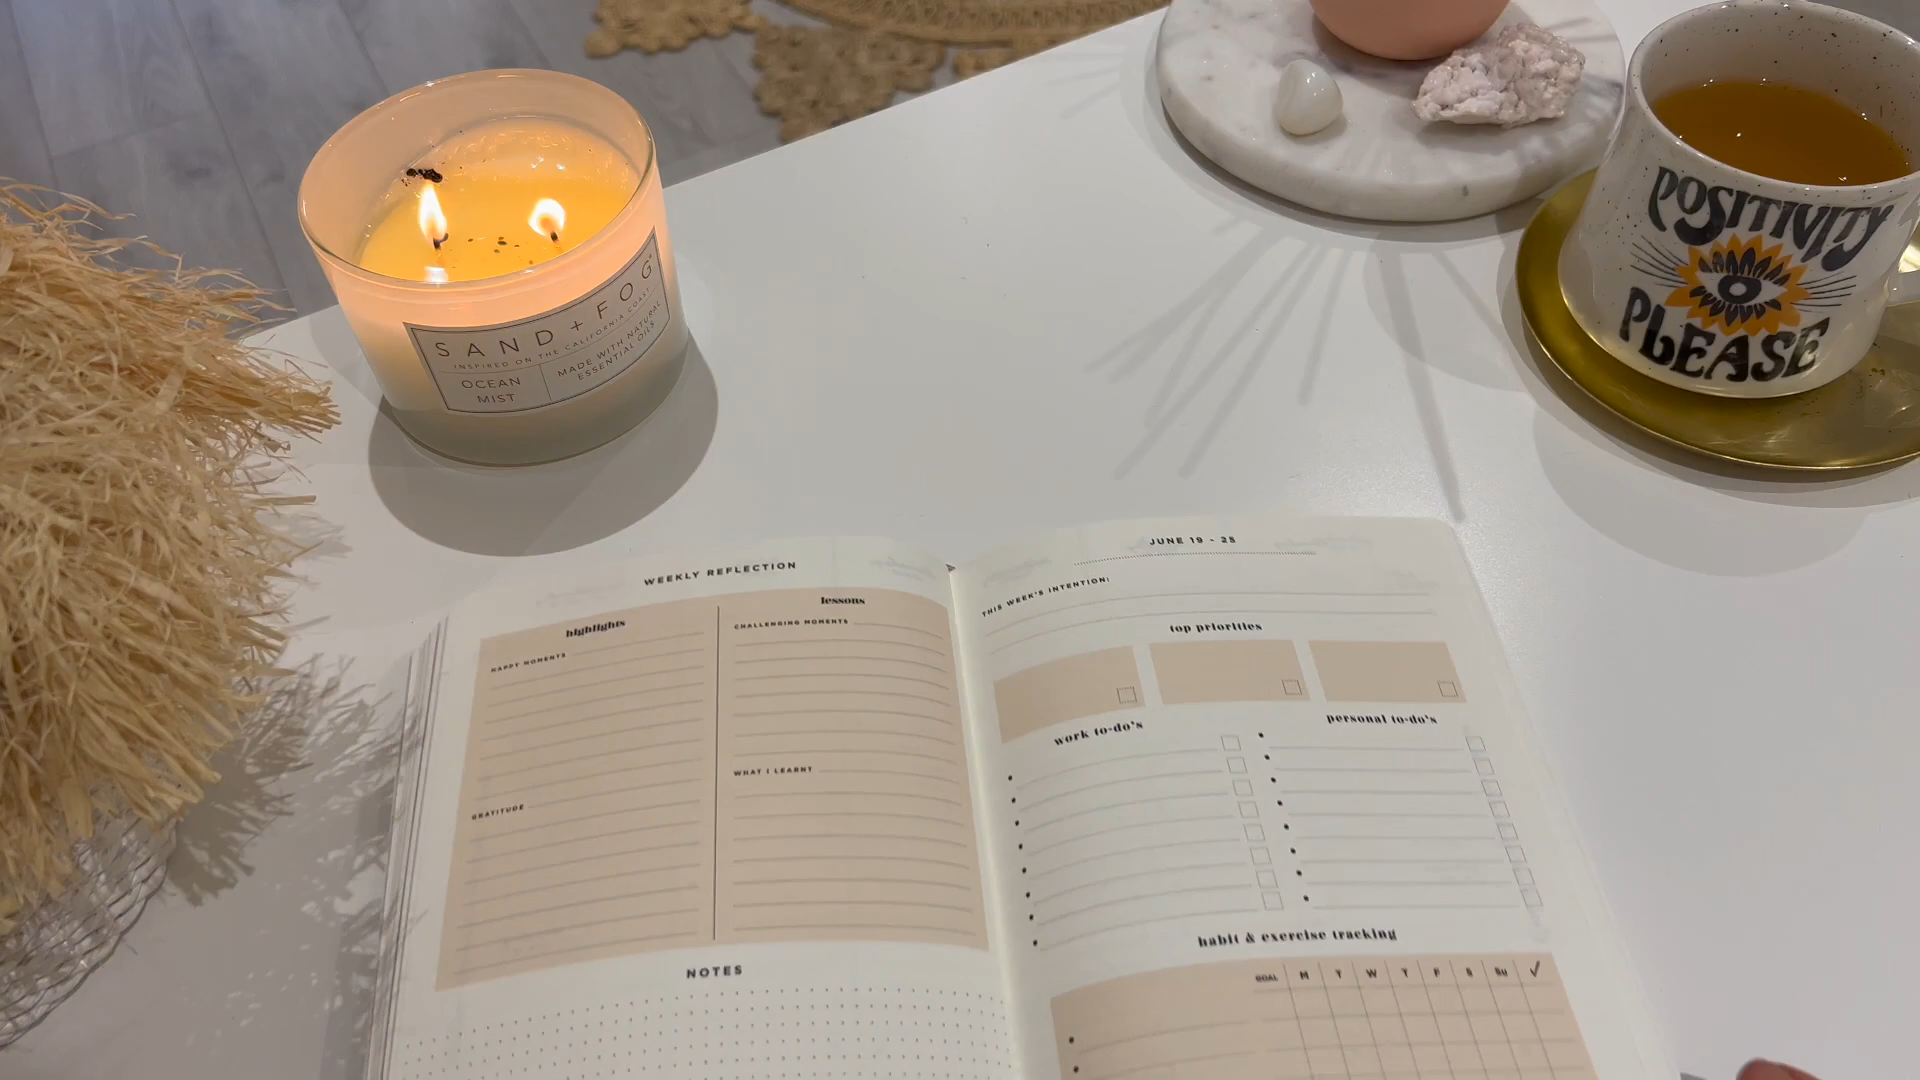 SAND + FOG®
INSPIRED ON THE CALIFORNIA COAST
OCEAN
MIST
MADE WITH NATURAL
ESSENTIAL OILS
POSITIVITY
PLEASE
WEEKLY REFLECTION
highlights
HAPPY MOMENTS
GRATITUDE
lessons
CHALLENGING MOMENTS
WHAT I LEARNT
NOTES
JUNE 19 - 25
THIS WEEK'S INTENTION:
top priorities
work to-do's
personal to-do's
habit & exercise tracking
GOAL M T W T F S Su ✓